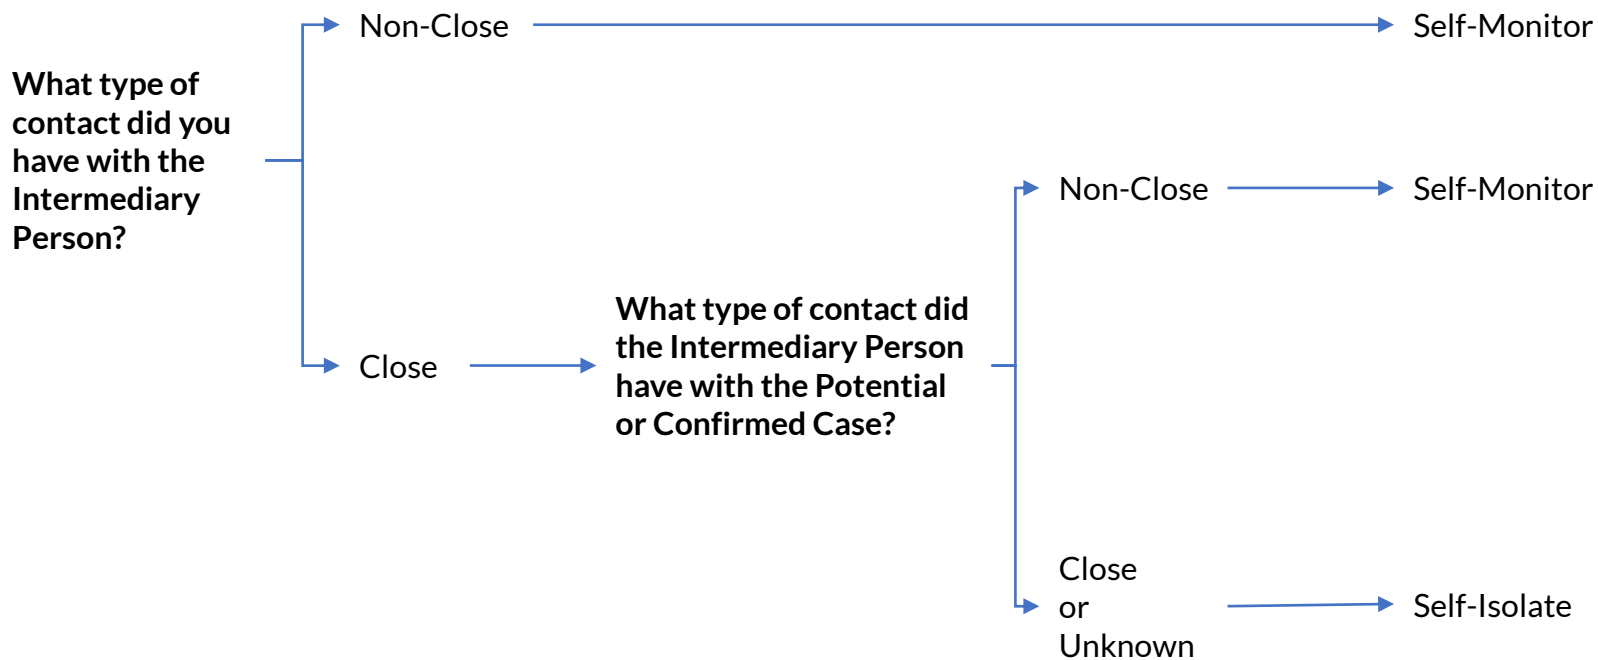 Non-Close
Self-Monitor
What type of
contact did you
have with the
Intermediary
Person?
Non-Close
Self-Monitor
Close
What type of contact did
the Intermediary Person
have with the Potential
or Confirmed Case?
Close
or
Unknown
Self-Isolate